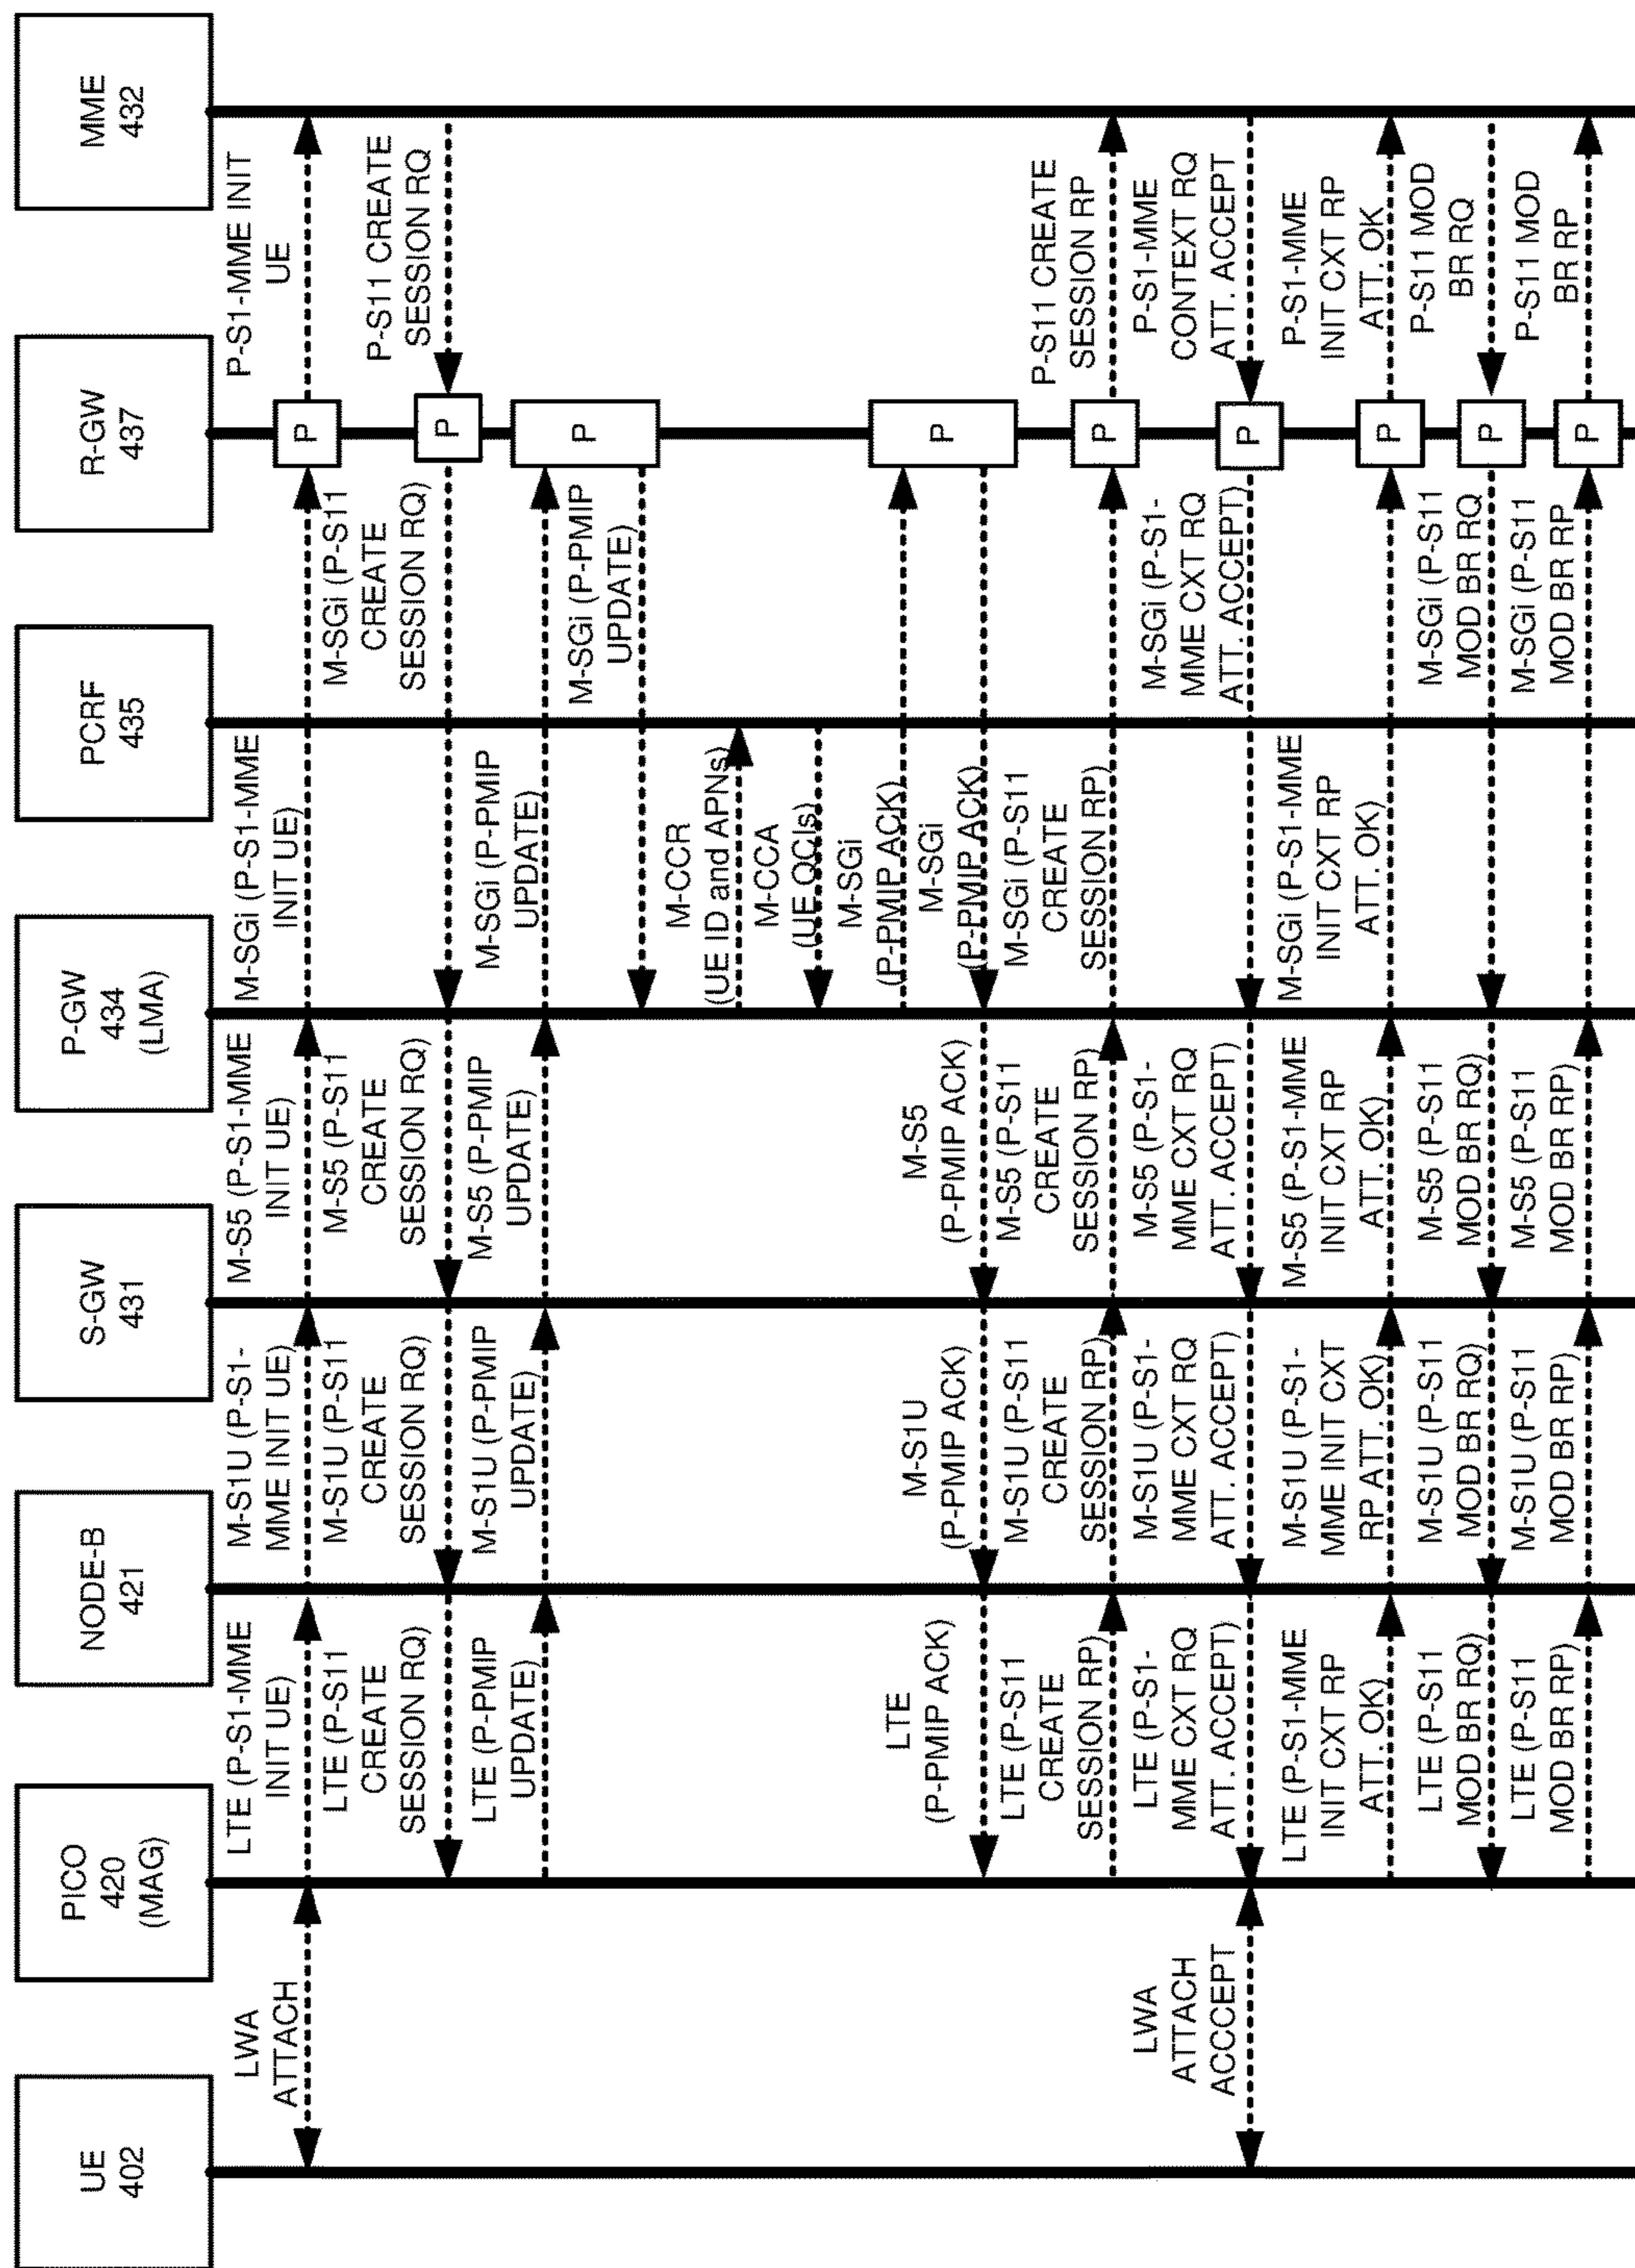 UE
402
PICO
420
(MAG)
NODE-B
421
S-GW
431
P-GW
434
(LMA)
PCRF
435
R-GW
437
MME
432
LWA
ATTACH
LTE (P-S1-MME
INIT UE)
M-S1U (P-S1-
MME INIT UE)
M-S5 (P-S1-MME
INIT UE)
M-SGi (P-S1-MME
INIT UE)
P
P-S1-MME INIT
UE
LTE (P-S11
CREATE
SESSION RQ)
M-S1U (P-S11
CREATE
SESSION RQ)
M-S5 (P-S11
CREATE
SESSION RQ)
M-SGi (P-S11
CREATE
SESSION RQ)
P
P-S11 CREATE
SESSION RQ
LTE (P-PMIP
UPDATE)
M-S1U (P-PMIP
UPDATE)
M-S5 (P-PMIP
UPDATE)
M-SGi (P-PMIP
UPDATE)
P
M-SGi (P-PMIP
UPDATE)
M-CCR
(UE ID and APNs)
M-CCA
(UE QCIs)
M-SGi
(P-PMIP ACK)
P
LTE
(P-PMIP ACK)
M-S1U
(P-PMIP ACK)
M-S5
(P-PMIP ACK)
M-SGi
(P-PMIP ACK)
LTE (P-S11
CREATE
SESSION RP)
M-S1U (P-S11
CREATE
SESSION RP)
M-S5 (P-S11
CREATE
SESSION RP)
M-SGi (P-S11
CREATE
SESSION RP)
P
P-S11 CREATE
SESSION RP
LWA
ATTACH
ACCCEPT
LTE (P-S1-
MME CXT RQ
ATT. ACCEPT)
M-S1U (P-S1-
MME CXT RQ
ATT. ACCEPT)
M-S5 (P-S1-
MME CXT RQ
ATT. ACCEPT)
M-SGi (P-S1-
MME CXT RQ
ATT. ACCEPT)
P
P-S1-MME
CONTEXT RQ
ATT. ACCEPT
LTE (P-S1-MME
INIT CXT RP
ATT. OK)
M-S1U (P-S1-
MME INIT CXT
RP ATT. OK)
M-S5 (P-S1-MME
INIT CXT RP
ATT. OK)
M-SGi (P-S1-MME
INIT CXT RP
ATT. OK)
P
P-S1-MME
INIT CXT RP
ATT. OK
LTE (P-S11
MOD BR RQ)
M-S1U (P-S11
MOD BR RQ)
M-S5 (P-S11
MOD BR RQ)
M-SGi (P-S11
MOD BR RQ
P
P-S11 MOD
BR RQ
LTE (P-S11
MOD BR RP)
M-S1U (P-S11
MOD BR RP)
M-S5 (P-S11
MOD BR RP)
M-SGi (P-S11
MOD BR RP
P
P-S11 MOD
BR RP